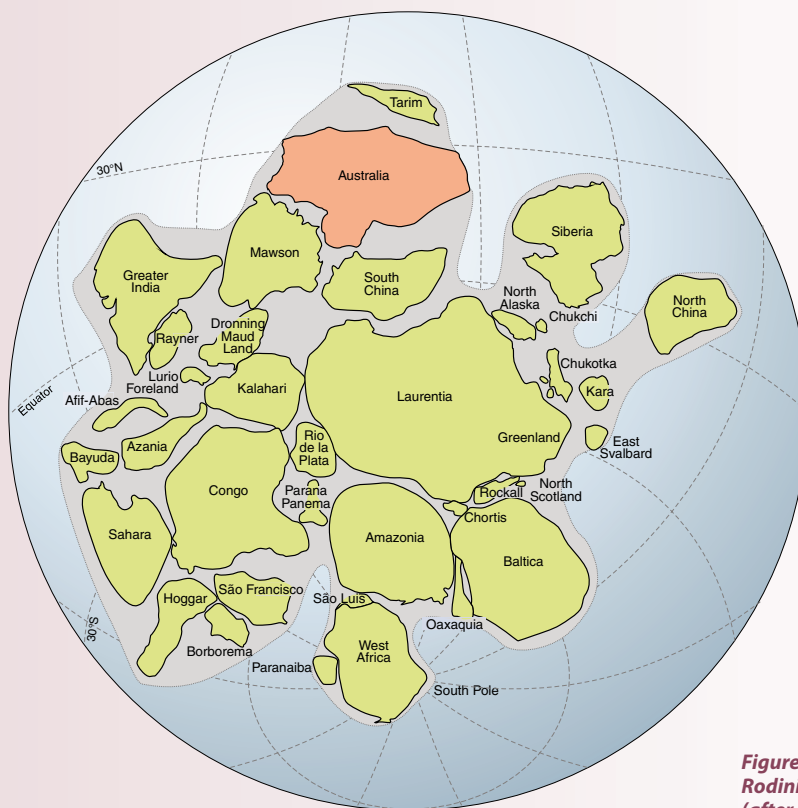 Tarim
30°N
Australia
Siberia
Mawson
Greater
India
South
China
North
Alaska
North
China
Chukchi
Dronning
Maud
Land
Rayner
Lurio
Foreland
Chukotka
Kara
Equator
Afif-Abas
Kalahari
Laurentia
Greenland
East
Svalbard
Azania
Bayuda
Rio
de la
Plata
Congo
Parana
Panema
Rockall
North
Scotland
Chortis
Sahara
Amazonia
Baltica
Hoggar
São Francisco
São Luis
30°S
Oaxaquia
Borborema
West
Africa
Paranaiba
South Pole
Figure
(after